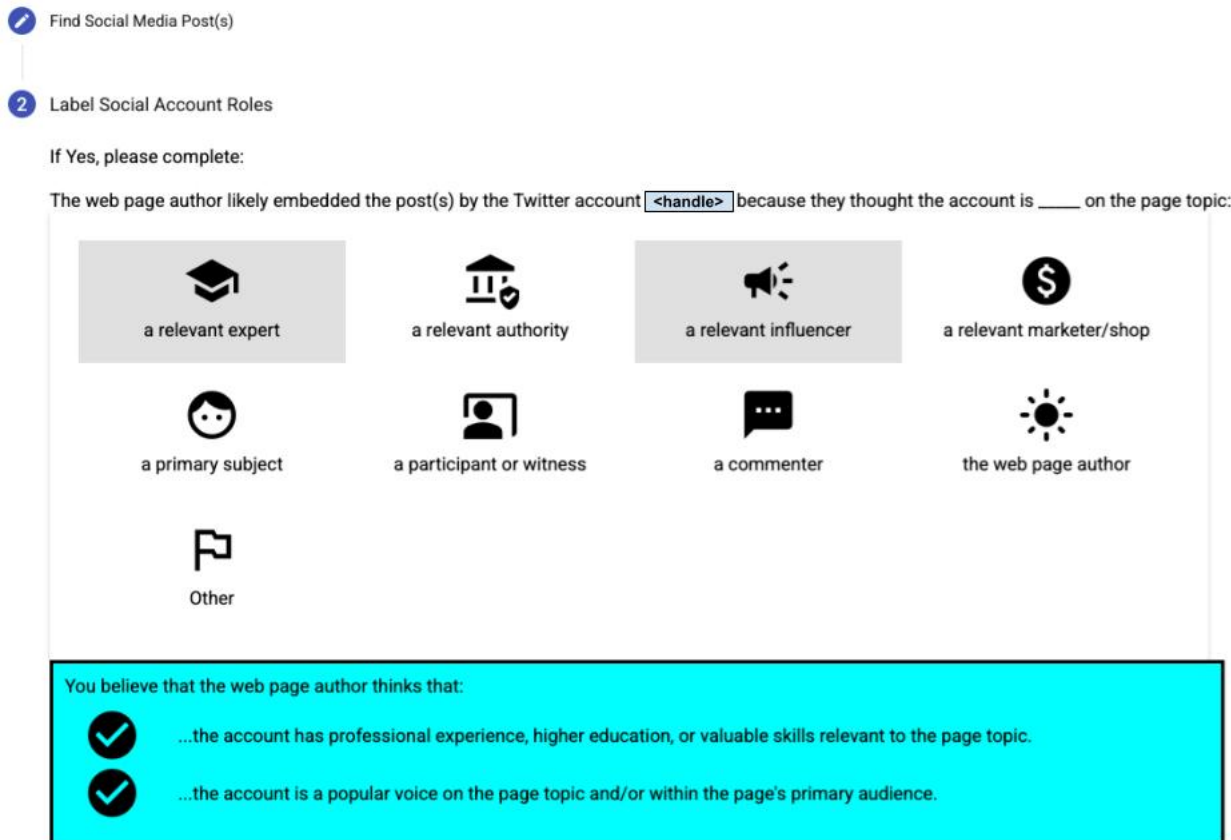 Find Social Media Post(s)
2 Label Social Account Roles
If Yes, please complete:
The web page author likely embedded the post(s) by the Twitter account <handle> because they thought the account is _____ on the page topic:
a relevant expert a relevant authority a relevant influencer a relevant marketer/shop
a primary subject a participant or witness a commenter the web page author
Other
You believe that the web page author thinks that:
...the account has professional experience, higher education, or valuable skills relevant to the page topic.
...the account is a popular voice on the page topic and/or within the page's primary audience.